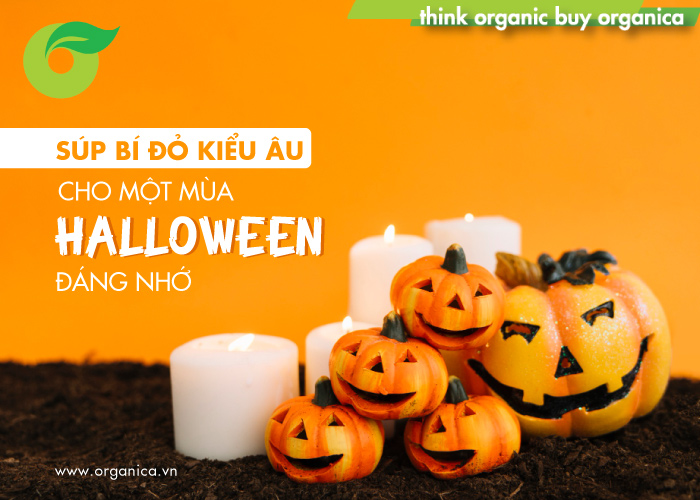 think organic buy organica
SÚP BÍ ĐỎ KIỂU ÂU
CHO MỘT MÙA
HALLOWEEN
ĐÁNG NHỚ
www.organica.vn